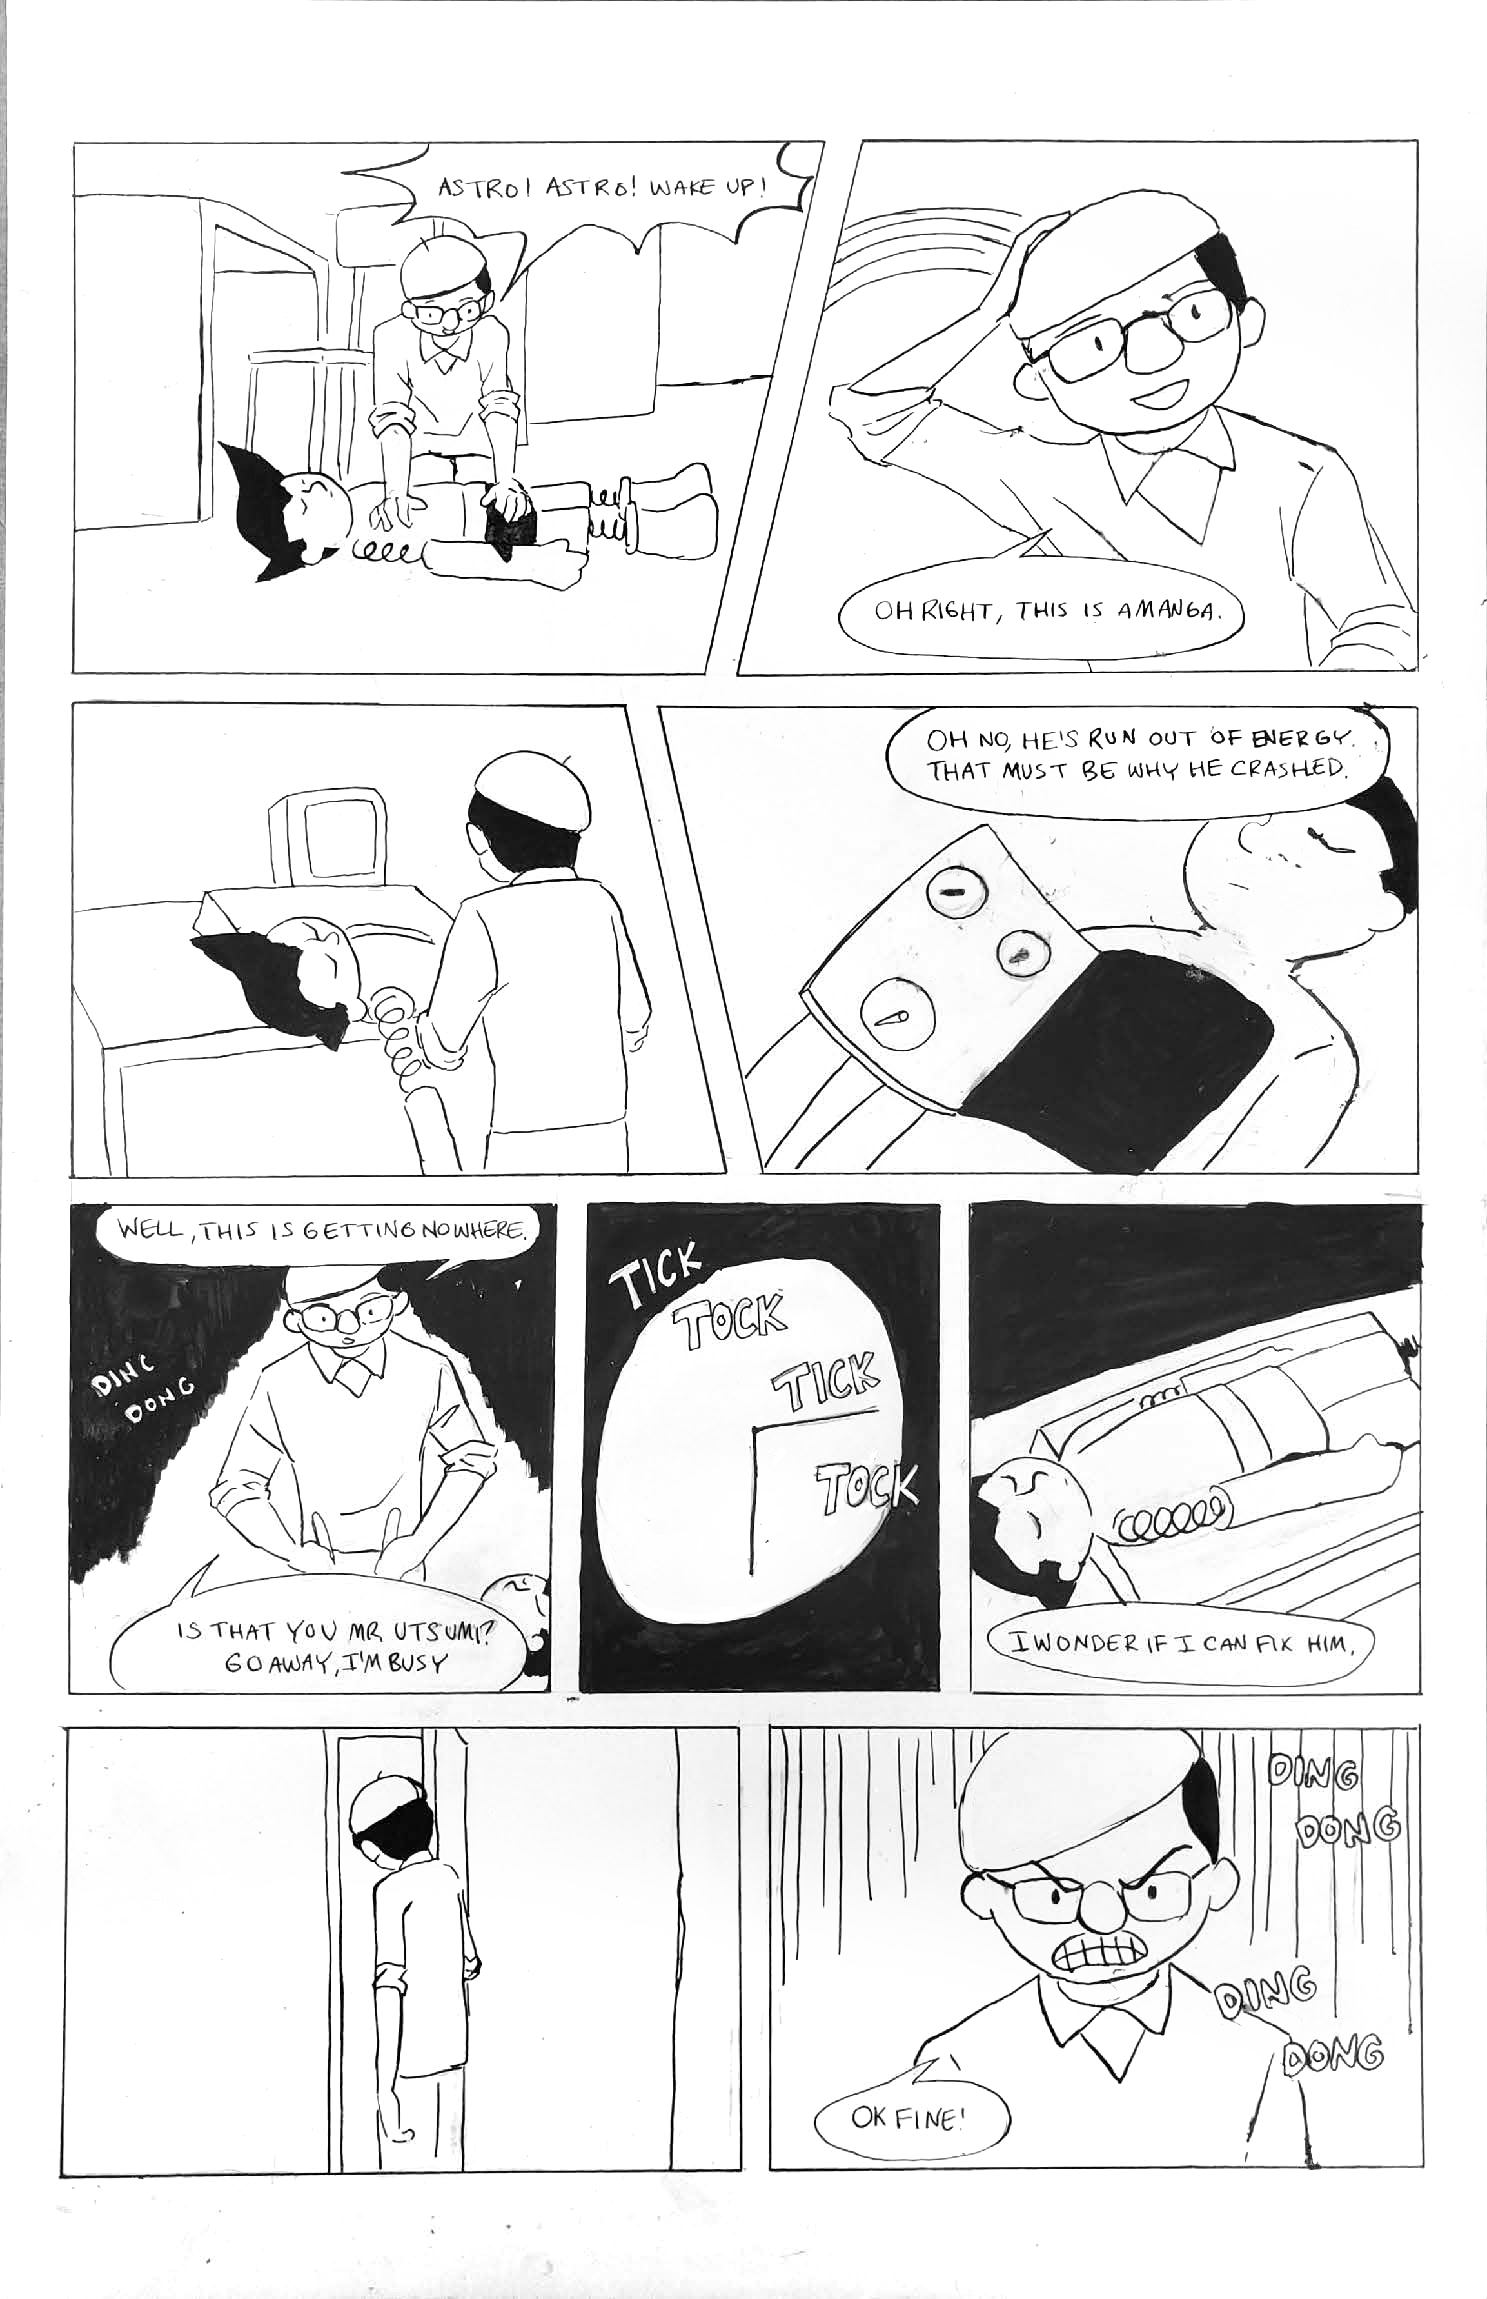 ASTRO! ASTRO! WAKE UP!
OH RIGHT, THIS IS A MANGA.
OH NO, HE'S RUN OUT OF ENERGY.
THAT MUST BE WHY HE CRASHED.
WELL, THIS IS GETTING NOWHERE.
DING
DONG
IS THAT YOU MR UTSUMI?
GO AWAY, I'M BUSY
TICK
TOCK
TICK
TOCK
I WONDER IF I CAN FIX HIM.
DING
DONG
DING
DONG
OK FINE!